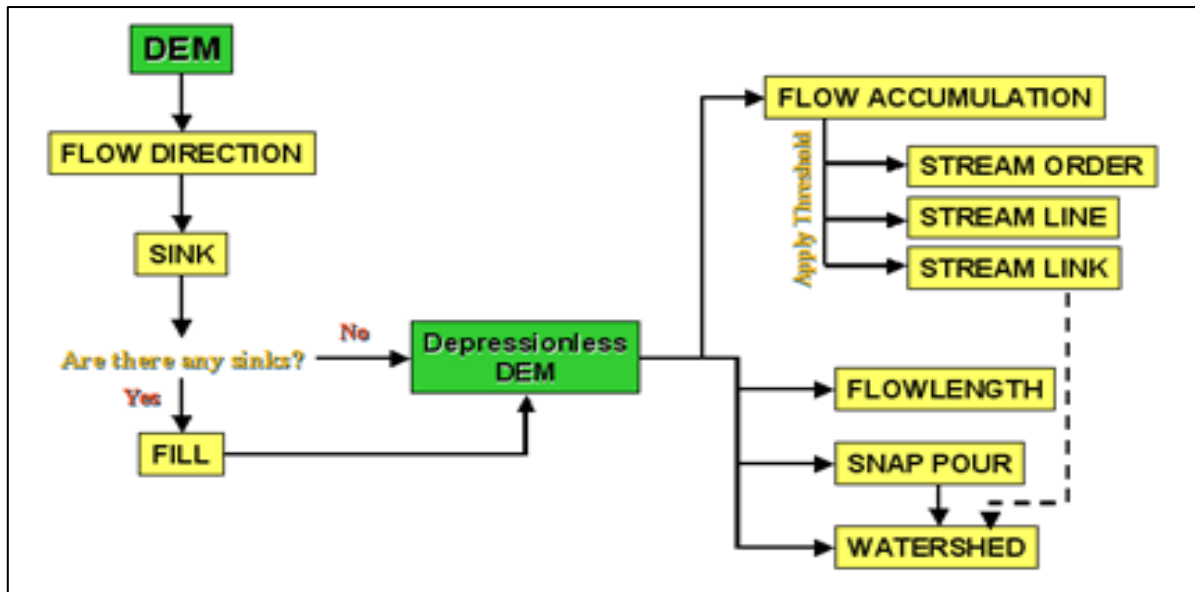 DEM
FLOW DIRECTION
SINK
Are there any sinks?
No
Yes
FILL
Depressionless
DEM
FLOW ACCUMULATION
Apply Threshold
STREAM ORDER
STREAM LINE
STREAM LINK
FLOWLENGTH
SNAP POUR
WATERSHED